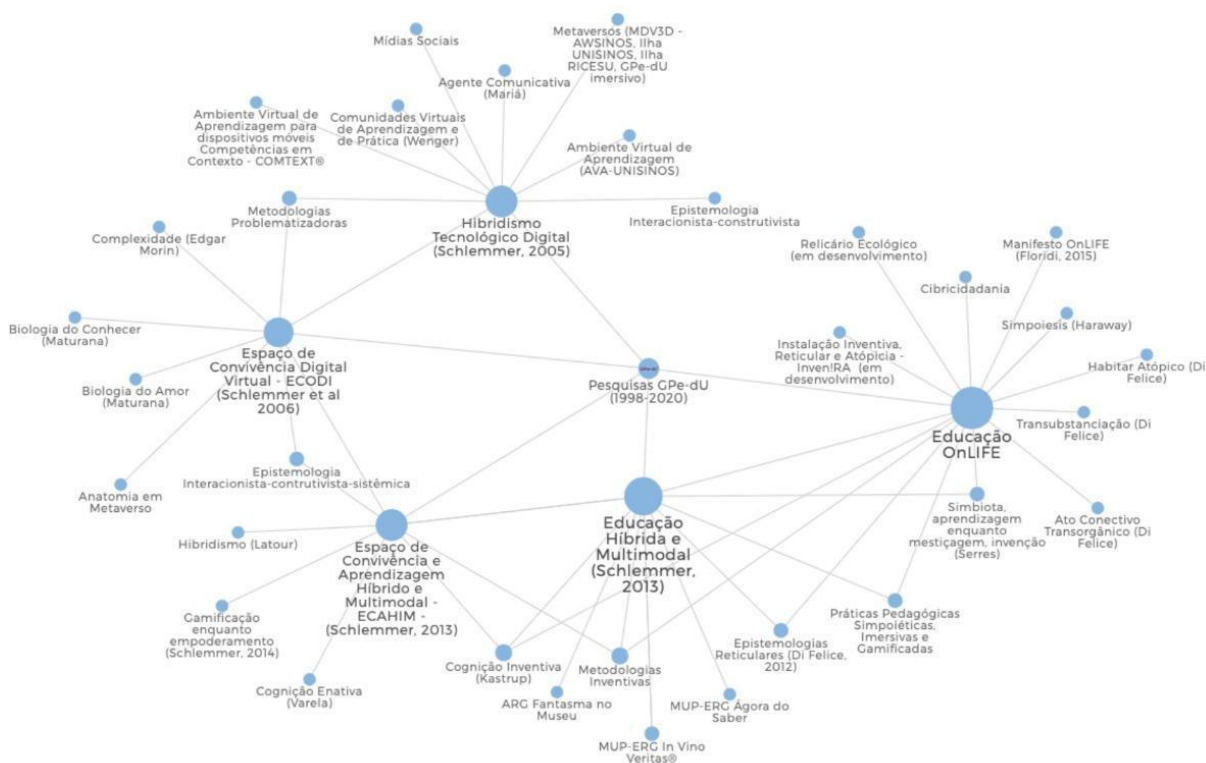 Mídias Sociais
Metaversos (MDV3D -
AWSINOS, Ilha
UNISINOS, Ilha
RICESU, GPe-dU
imersivo)
Agente Comunicativa
(Mariá)
Ambiente Virtual de
Aprendizagem para
dispositivos móveis
Competências em
Contexto - COMTEXT®
Comunidades Virtuais
de Aprendizagem e
de Prática (Wenger)
Ambiente Virtual de
Aprendizagem
(AVA-UNISINOS)
Metodologias
Problematizadoras
Hibridismo
Tecnológico Digital
(Schlemmer, 2005)
Epistemologia
Interacionista-construtivista
Complexidade (Edgar
Morin)
Relicário Ecológico
(em desenvolvimento)
Manifesto OnLIFE
(Floridi, 2015)
Cibricidadania
Simpoiesis (Haraway)
Biologia do Conhecer
(Maturana)
Espaço de
Convivência Digital
Virtual - ECODI
(Schlemmer et al
2006)
Instalação Inventiva,
Reticular e Atópicia -
Inven!RA (em
desenvolvimento)
Habitar Atópico (Di
Felice)
Biologia do Amor
(Maturana)
GPe-dU
Pesquisas GPe-dU
(1998-2020)
Educação
OnLIFE
Transubstanciação (Di
Felice)
Epistemologia
Interacionista-contrutivista-sistêmica
Anatomia em
Metaverso
Educação
Híbrida e
Multimodal
(Schlemmer,
2013)
Simbiota,
aprendizagem
enquanto
mestiçagem, invenção
(Serres)
Ato Conectivo
Transorgânico (Di
Felice)
Hibridismo (Latour)
Espaço de
Convivência e
Aprendizagem
Híbrido e
Multimodal -
ECAHIM -
(Schlemmer, 2013)
Gamificação
enquanto
empoderamento
(Schlemmer, 2014)
Práticas Pedagógicas
Simpoiéticas,
Imersivas e
Gamificadas
Epistemologias
Reticulares (Di Felice,
2012)
Cognição Inventiva
(Kastrup)
Metodologias
Inventivas
Cognição Enativa
(Varela)
ARG Fantasma no
Museu
MUP-ERG Ágora do
Saber
MUP-ERG In Vino
Veritas®